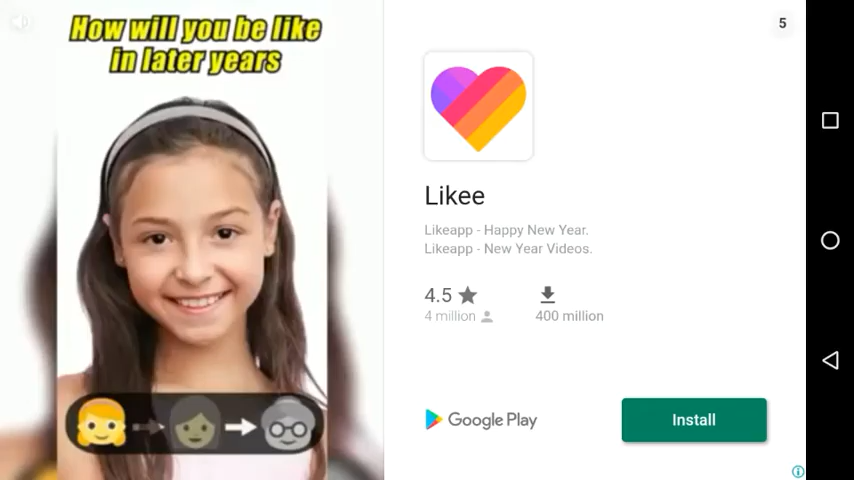 How will you be like
in later years
5
Likee
Likeapp - Happy New Year.
Likeapp - New Year Videos.
4.5
4 million
400 million
Google Play
Install